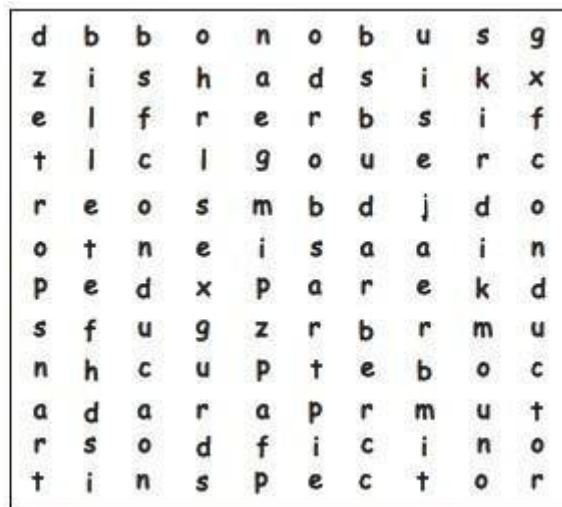 d b b o n o b u s g
z i s h a d s i k x
e l f r e r b s i f
t l c l g o u e r c
r e o s m b d j d o
o t n e i s a a i n
p e d x p a r e k d
s f u g z r b r m u
n h c u p t e b o c
a d a r a p r m u t
r s o d f i c i n o
t i n s p e c t o r